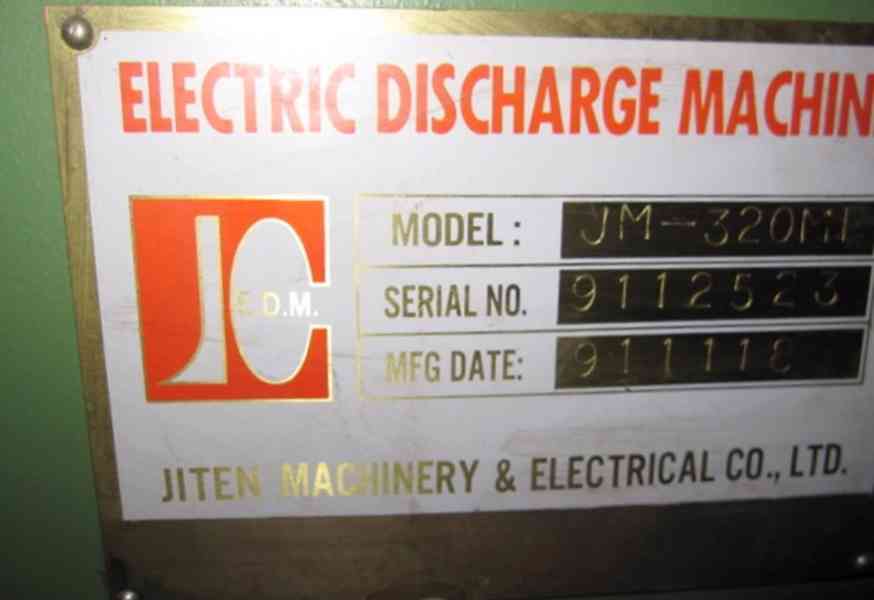 ELECTRIC DISCHARGE MACHIN
JC
E.D.M.
MODEL: JM-320M
SERIAL NO. 9112523
MFG DATE: 911118
JITEN MACHINERY & ELECTRICAL CO., LTD.